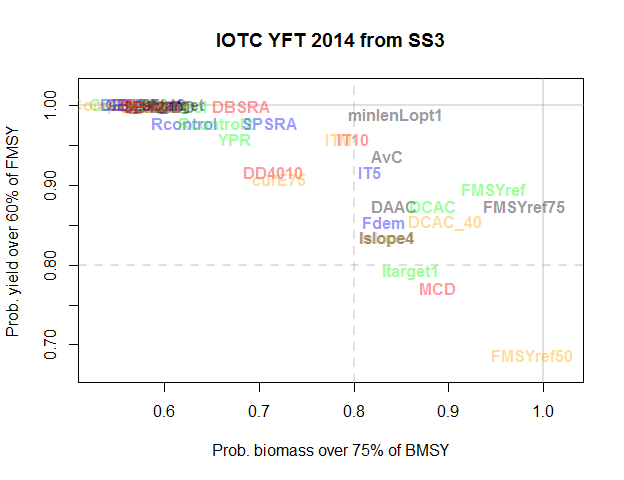 IOTC YFT 2014 from SS3
Prob. yield over 60% of FMSY
1.00
0.90
0.80
0.70
DBSRA
minlenLopt1
Rcontrol
SPSRA
YPR
IT10
AvC
DD4010
curE75
IT5
FMSYref
DAAC
DCAC
FMSYref75
Fdem
DCAC_40
Islope4
Itarget1
MCD
FMSYref50
0.6
0.7
0.8
0.9
1.0
Prob. biomass over 75% of BMSY